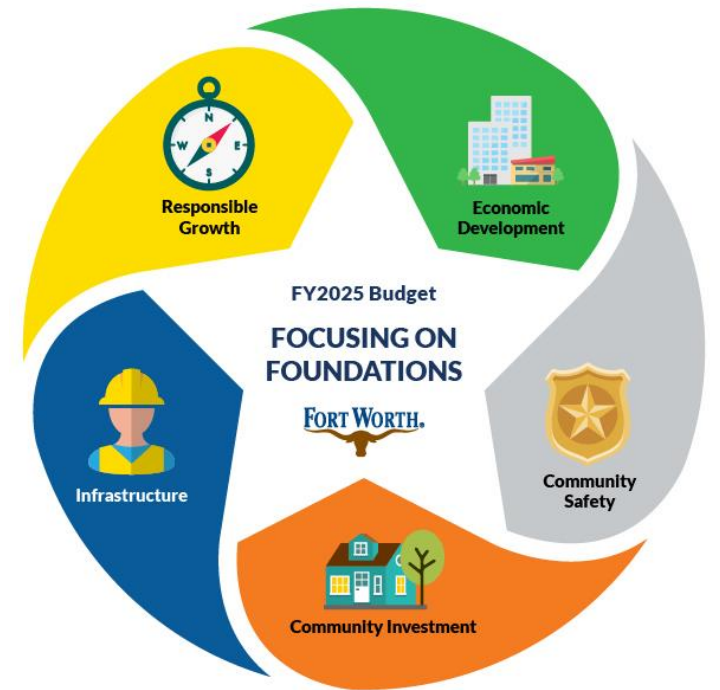 N
W
E
S
Responsible
Growth
Economic
Development
FY2025 Budget
FOCUSING ON
FOUNDATIONS
FORT WORTH®
Community
Safety
Infrastructure
Community Investment